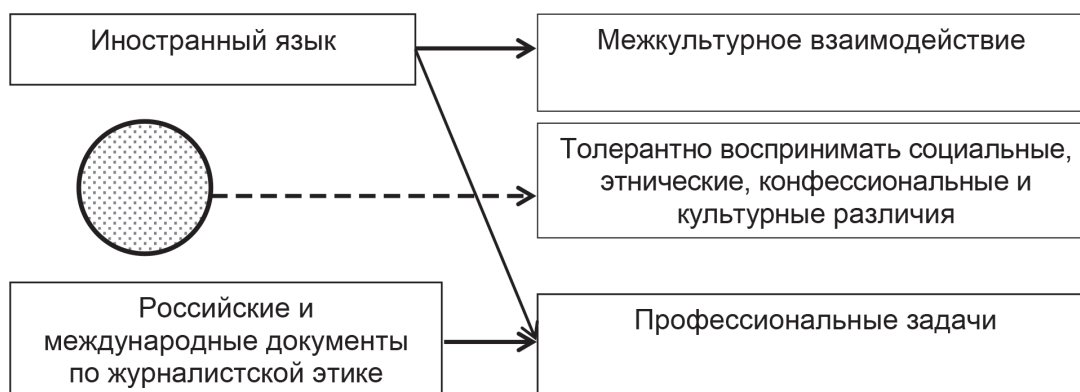 Иностранный язык
Межкультурное взаимодействие
Толерантно воспринимать социальные,
этнические, конфессиональные и
культурные различия
Российские и
международные документы
по журналистской этике
Профессиональные задачи